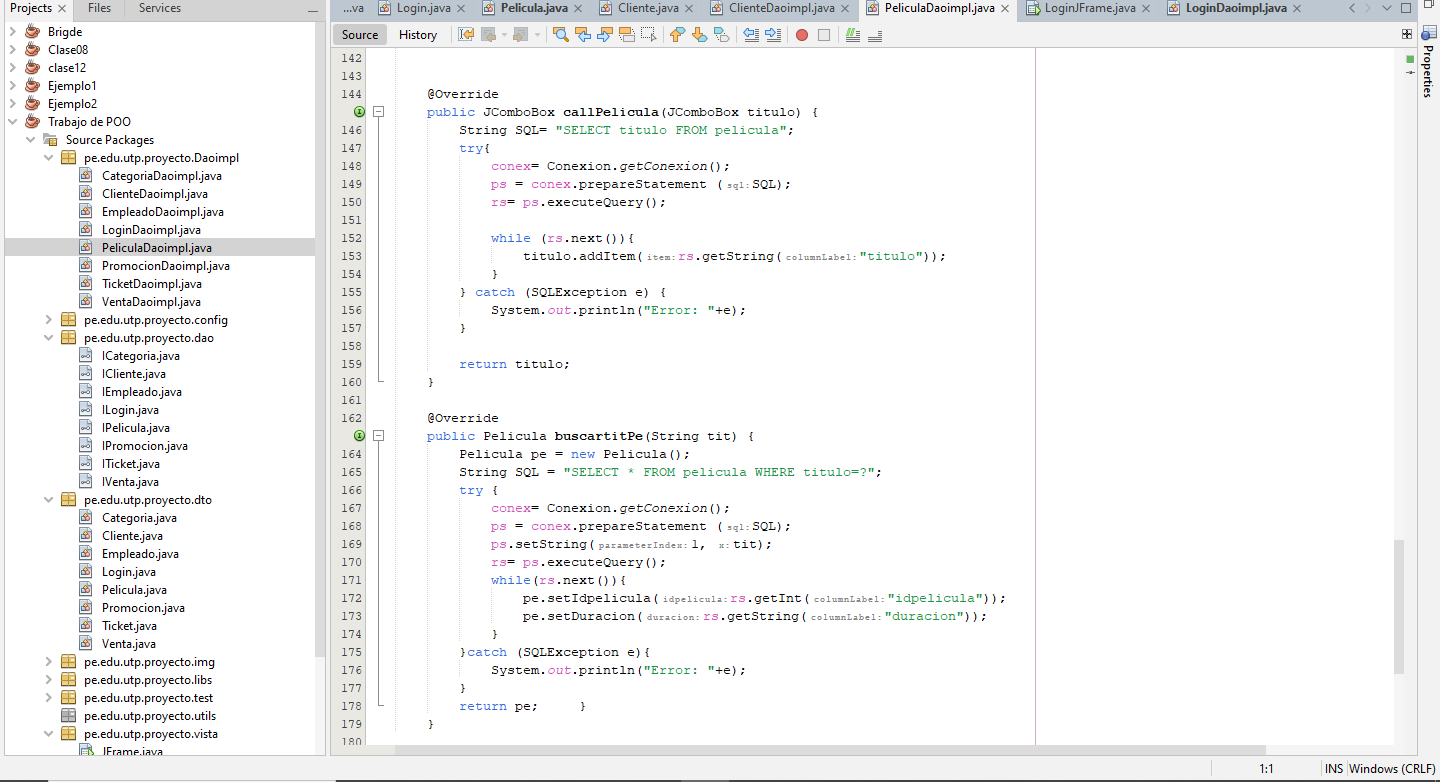 Projects
Files
Services
Brigde
Clase08
clase12
Ejemplo1
Ejemplo2
Trabajo de POO
Source Packages
pe.edu.utp.proyecto.Daoimpl
CategoriaDaoimpl.java
ClienteDaoimpl.java
EmpleadoDaoimpl.java
LoginDaoimpl.java
PeliculaDaoimpl.java
PromocionDaoimpl.java
TicketDaoimpl.java
VentaDaoimpl.java
pe.edu.utp.proyecto.config
pe.edu.utp.proyecto.dao
ICategoria.java
ICliente.java
IEmpleado.java
ILogin.java
IPelicula.java
IPromocion.java
ITicket.java
IVenta.java
pe.edu.utp.proyecto.dto
Categoria.java
Cliente.java
Empleado.java
Login.java
Pelicula.java
Promocion.java
Ticket.java
Venta.java
pe.edu.utp.proyecto.img
pe.edu.utp.proyecto.libs
pe.edu.utp.proyecto.test
pe.edu.utp.proyecto.utils
pe.edu.utp.proyecto.vista
JFrame.java
...va Login.java Pelicula.java Cliente.java ClienteDaoimpl.java PeliculaDaoimpl.java LoginJFrame.java LoginDaoimpl.java
Source History
142
143
144 @Override
public JComboBox callPelicula(JComboBox titulo) {
146 String SQL= "SELECT titulo FROM pelicula";
147 try{
148 conex= Conexion.getConexion();
149 ps = conex.prepareStatement (sql:SQL);
150 rs= ps.executeQuery();
151
152 while (rs.next()){
153 titulo.addItem(item:rs.getString(columnLabel:"titulo"));
154 }
155 } catch (SQLException e) {
156 System.out.println("Error: "+e);
157 }
158
159 return titulo;
160 }
161
162 @Override
public Pelicula buscartitPe(String tit) {
164 Pelicula pe = new Pelicula();
165 String SQL = "SELECT * FROM pelicula WHERE titulo=?";
166 try {
167 conex= Conexion.getConexion();
168 ps = conex.prepareStatement (sql:SQL);
169 ps.setString(parameterIndex:1, x:tit);
170 rs= ps.executeQuery();
171 while(rs.next()){
172 pe.setIdpelicula(idpelicula:rs.getInt(columnLabel:"idpelicula"));
173 pe.setDuracion(duracion:rs.getString(columnLabel:"duracion"));
174 }
175 }catch (SQLException e){
176 System.out.println("Error: "+e);
177 }
178 return pe; }
179 }
180
Properties
1:1 INS Windows (CRLF)